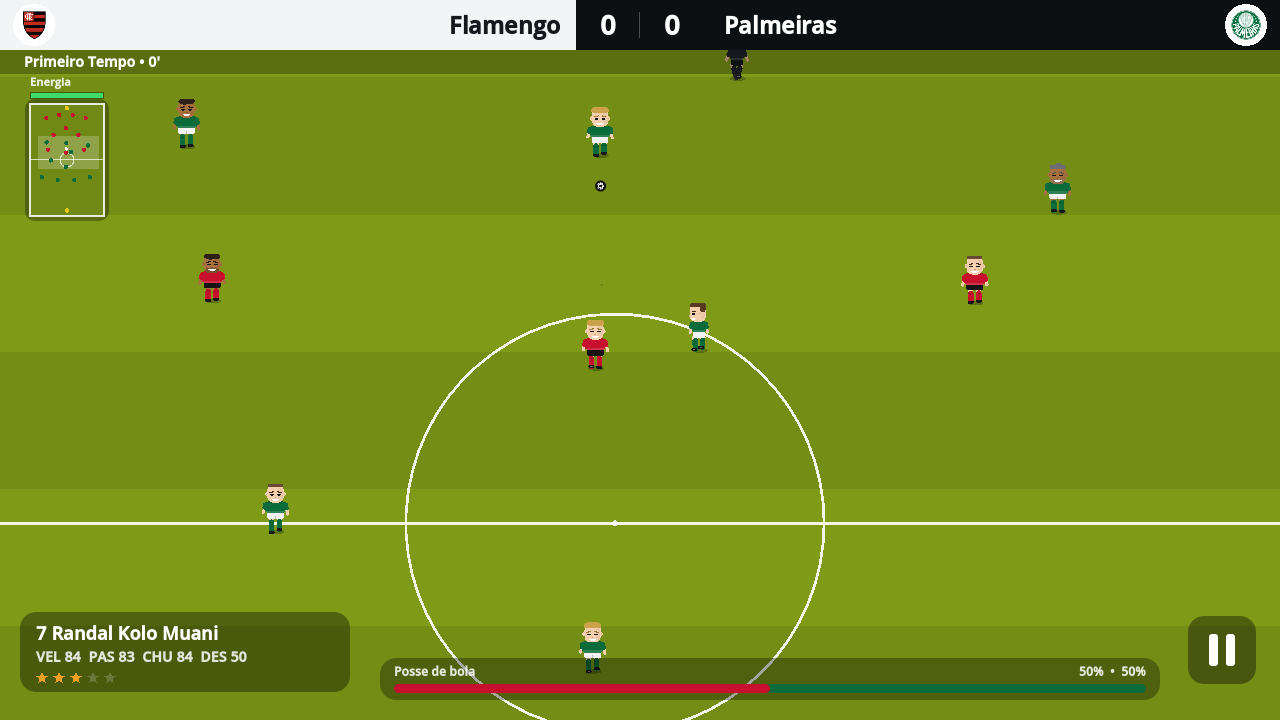 Flamengo 0 0 Palmeiras
Primeiro Tempo • 0'
Energia
7 Randal Kolo Muani
VEL 84 PAS 83 CHU 84 DES 50
Posse de bola 50% • 50%